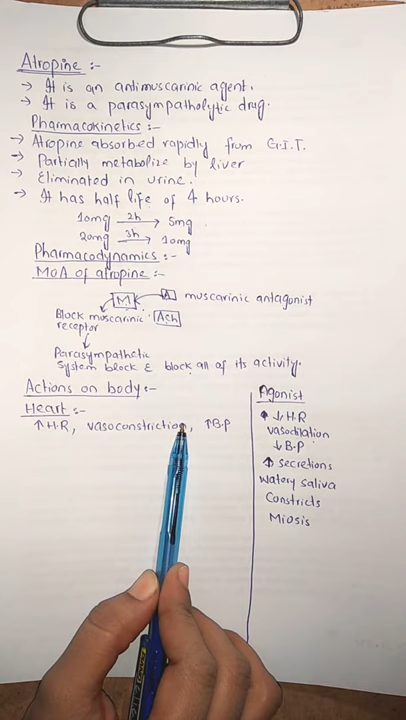 Atropine :-
→ It is an antimuscarinic agent.
→ It is a parasympatholytic drug.
Pharmacokinetics :-
→ Atropine absorbed rapidly from G.I.T.
→ Partially metabolize by liver
→ Eliminated in urine.
→ It has half life of 4 hours.
10mg 2h→ 5mg
20mg 3h→ 10mg
Pharmacodynamics :-
MoA of atropine :-
M A muscarinic antagonist
Block muscarinic Ach
receptor
Parasympathetic
System block & block all of its activity.
Actions on body :-
Heart :-
↑H.R, vasoconstriction, ↑B.P
Agonist
↓H.R
vasodilation
↓B.P
↑ secretions
watory saliva
Constricts
Miosis